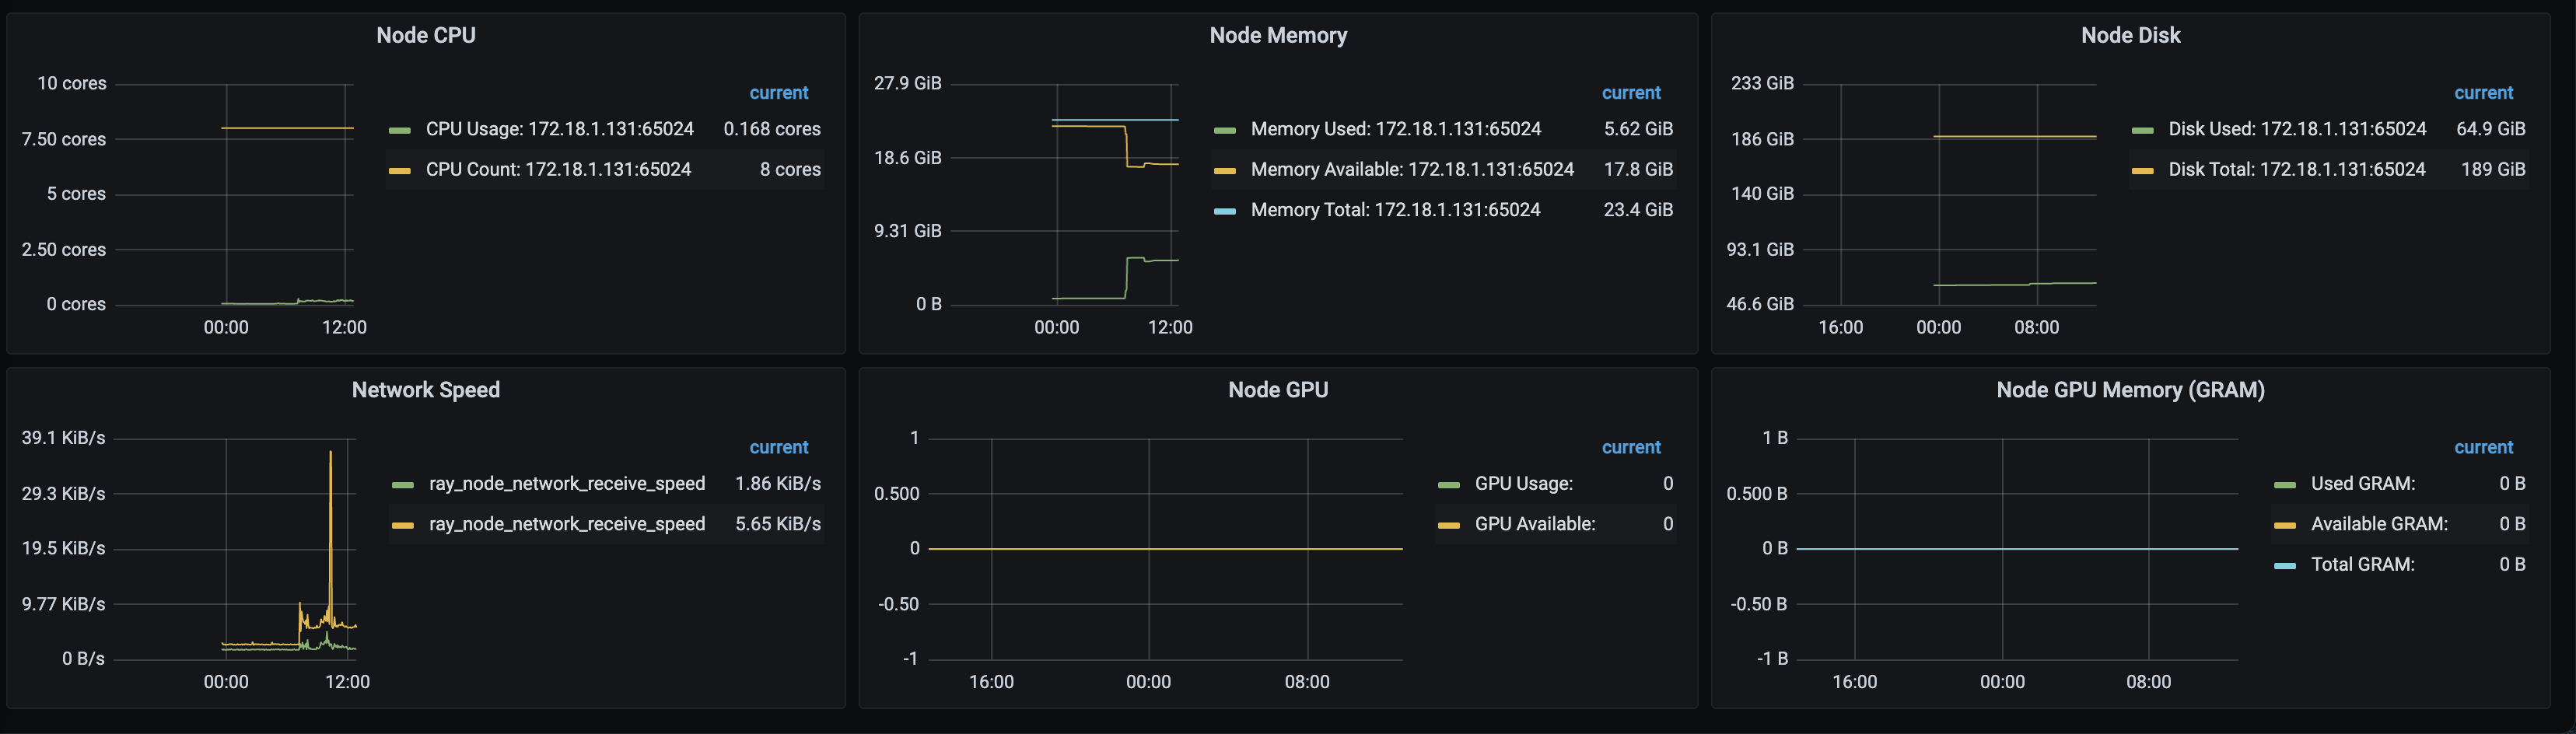 Node CPU
10 cores
7.50 cores
5 cores
2.50 cores
0 cores
00:00 12:00
current
CPU Usage: 172.18.1.131:65024 0.168 cores
CPU Count: 172.18.1.131:65024 8 cores
Node Memory
27.9 GiB
18.6 GiB
9.31 GiB
0 B
00:00 12:00
current
Memory Used: 172.18.1.131:65024 5.62 GiB
Memory Available: 172.18.1.131:65024 17.8 GiB
Memory Total: 172.18.1.131:65024 23.4 GiB
Node Disk
233 GiB
186 GiB
140 GiB
93.1 GiB
46.6 GiB
16:00 00:00 08:00
current
Disk Used: 172.18.1.131:65024 64.9 GiB
Disk Total: 172.18.1.131:65024 189 GiB
Network Speed
39.1 KiB/s
29.3 KiB/s
19.5 KiB/s
9.77 KiB/s
0 B/s
00:00 12:00
current
ray_node_network_receive_speed 1.86 KiB/s
ray_node_network_receive_speed 5.65 KiB/s
Node GPU
1
0.500
0
-0.50
-1
16:00 00:00 08:00
current
GPU Usage: 0
GPU Available: 0
Node GPU Memory (GRAM)
1 B
0.500 B
0 B
-0.50 B
-1 B
16:00 00:00 08:00
current
Used GRAM: 0 B
Available GRAM: 0 B
Total GRAM: 0 B